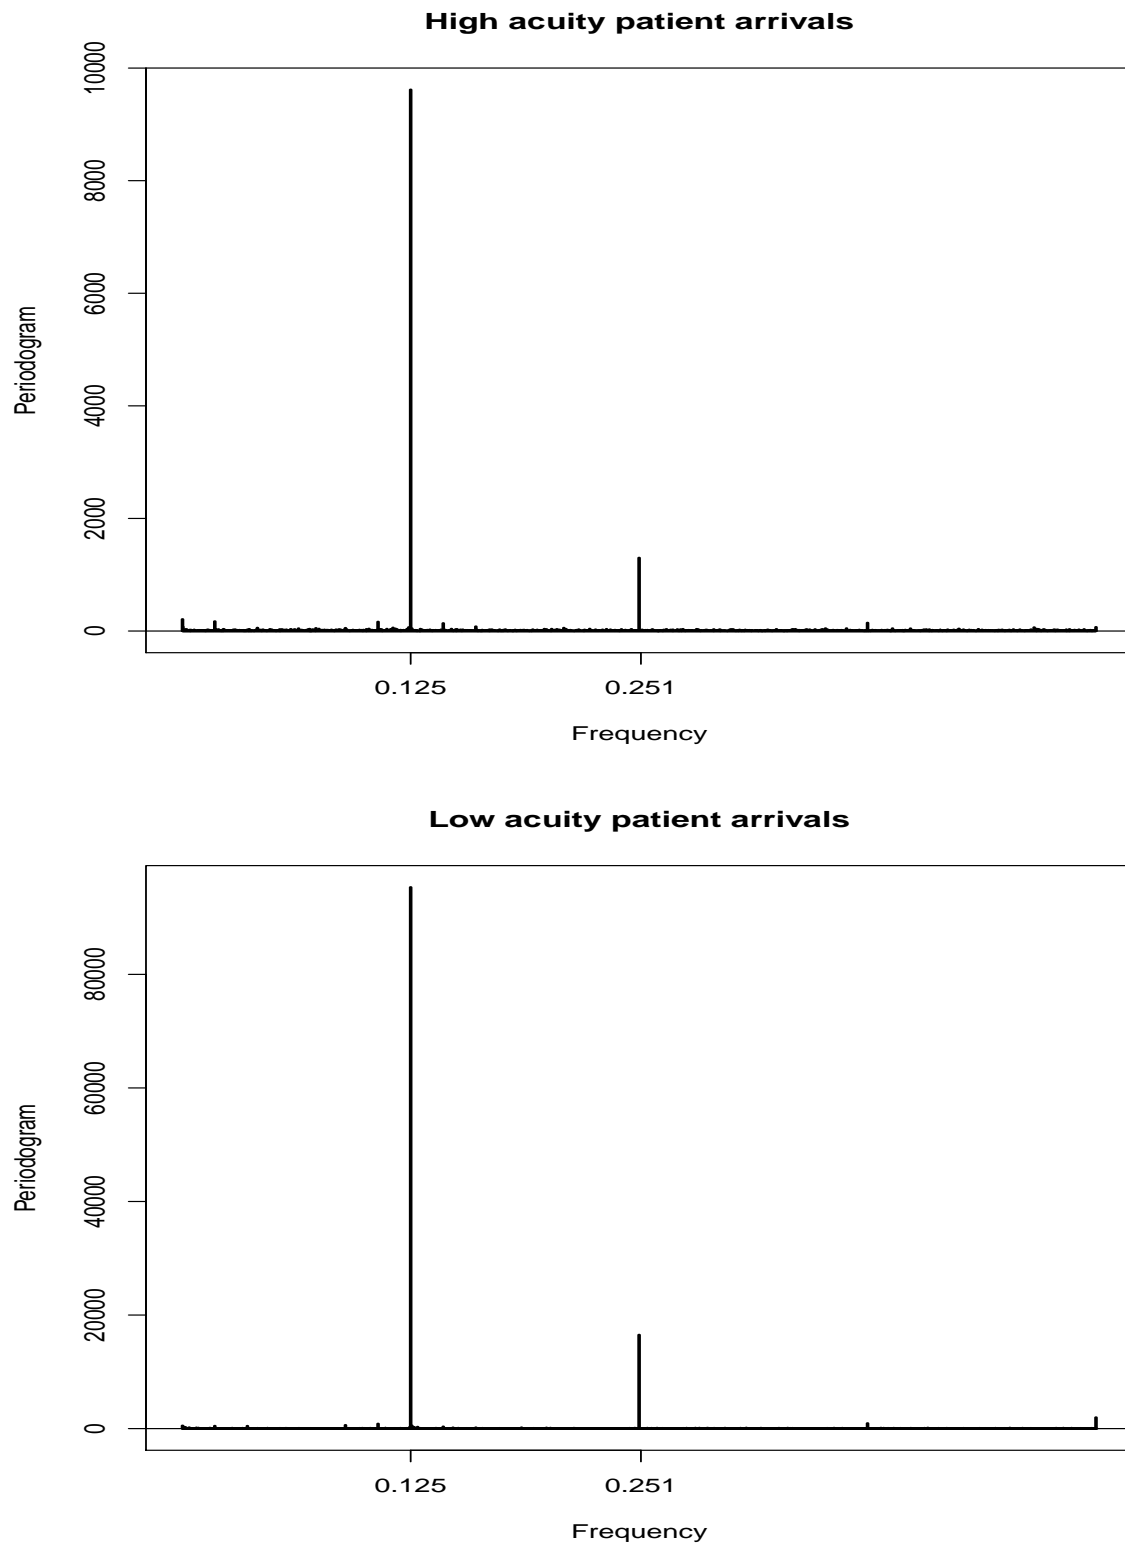 High acuity patient arrivals
10000
8000
6000
4000
2000
0
Periodogram
0.125 0.251
Frequency
Low acuity patient arrivals
80000
60000
40000
20000
0
Periodogram
0.125 0.251
Frequency